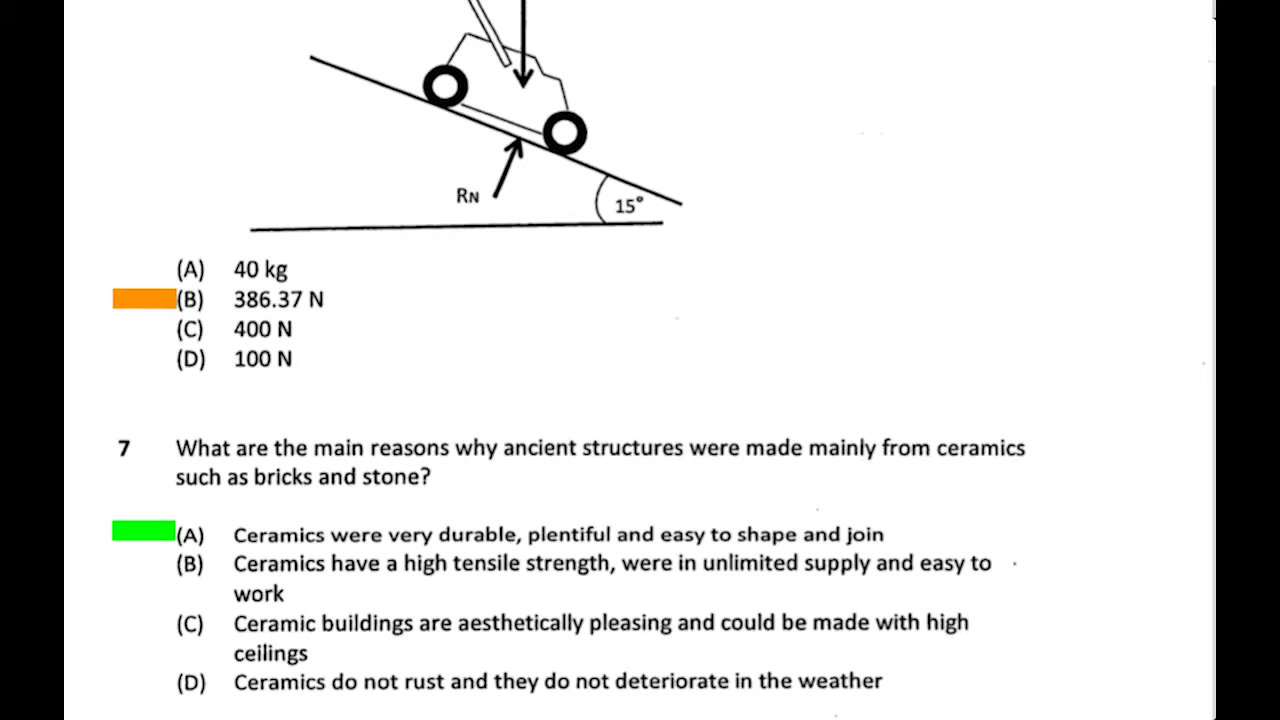 RN
15°
(A) 40 kg
(B) 386.37 N
(C) 400 N
(D) 100 N
7 What are the main reasons why ancient structures were made mainly from ceramics
such as bricks and stone?
(A) Ceramics were very durable, plentiful and easy to shape and join
(B) Ceramics have a high tensile strength, were in unlimited supply and easy to
work
(C) Ceramic buildings are aesthetically pleasing and could be made with high
ceilings
(D) Ceramics do not rust and they do not deteriorate in the weather